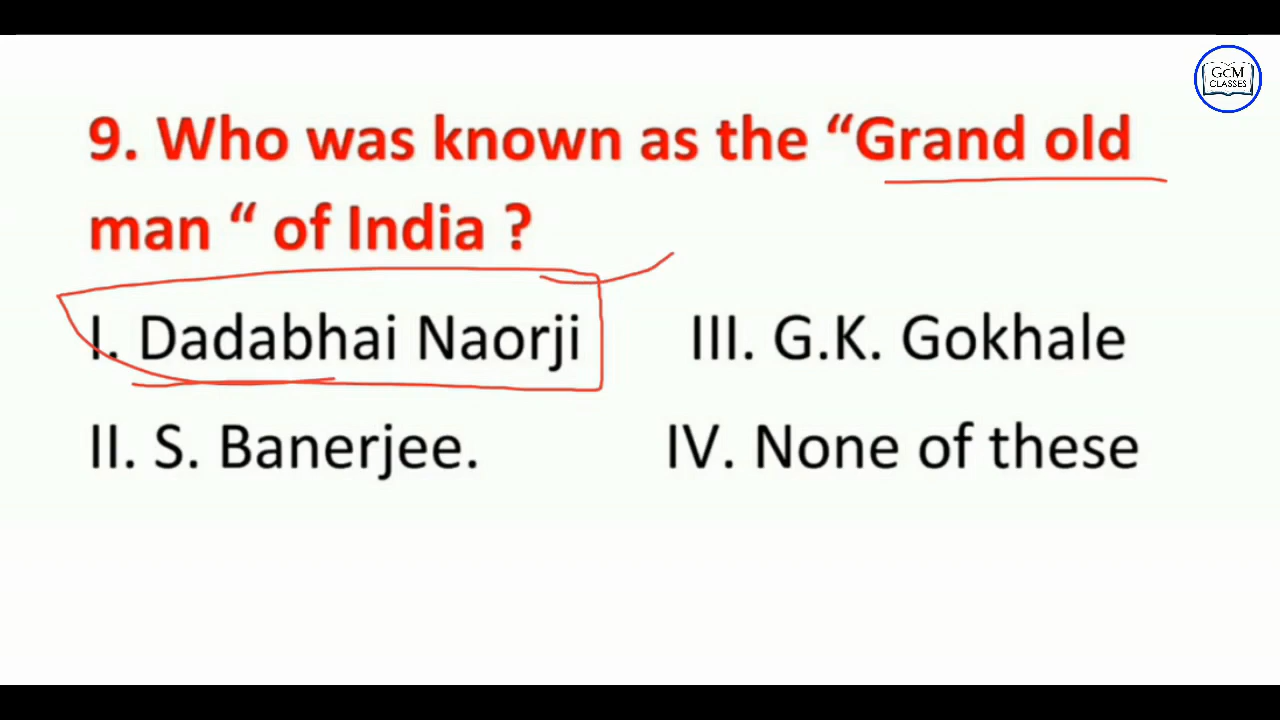 GCM
CLASSES
9. Who was known as the “Grand old
man “ of India ?
I. Dadabhai Naorji III. G.K. Gokhale
II. S. Banerjee. IV. None of these